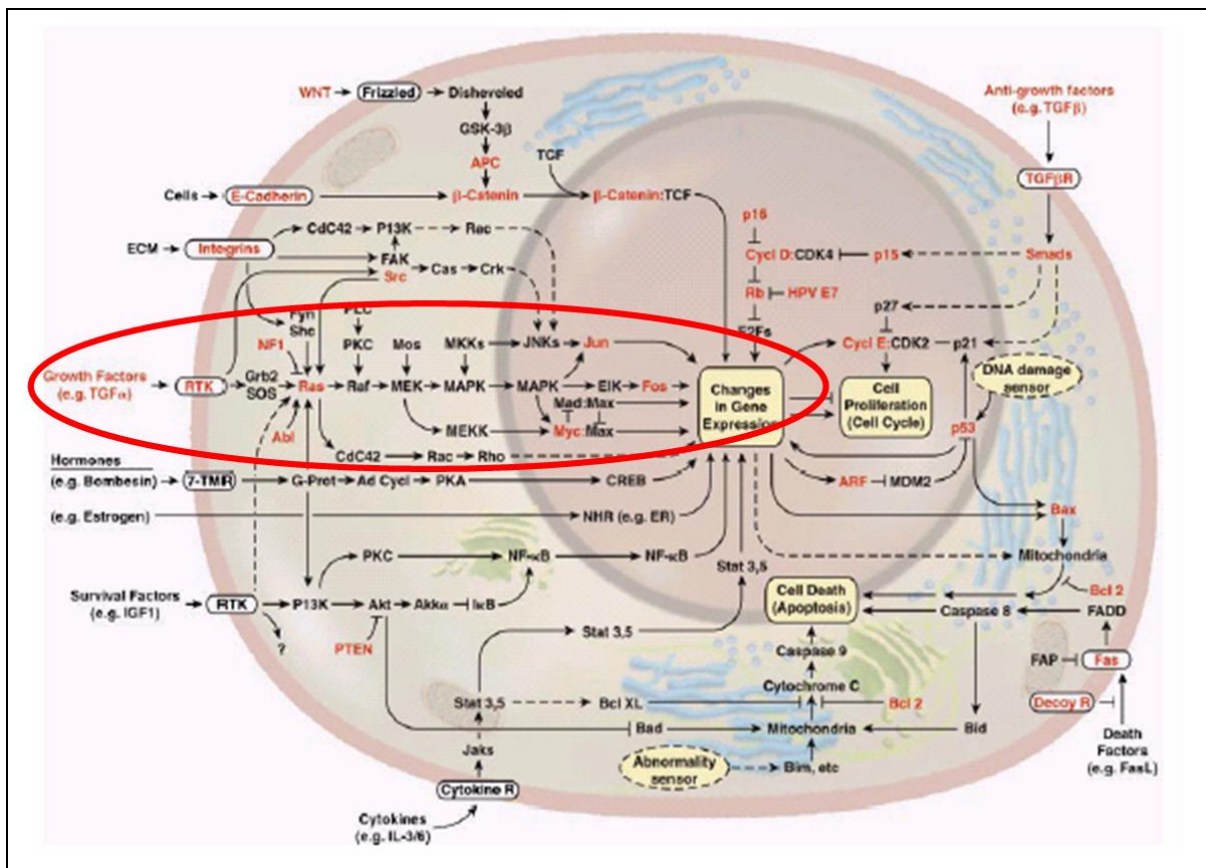 WNT Frizzled Disheveled
Anti-growth factors
(e.g. TGFβ)
GSK-3β
APC TCF
Cells E-Cadherin β-Catenin β-Catenin:TCF TGFβR
p16
CdC42 P13K Rac
ECM Integrins Cycl D:CDK4 p15 Smads
FAK
Src Cas Crk
Rb HPV E7
p27
Fyn PLC
Shc E2Fs
NF1 PKC Mos MKKs JNKs Jun Cycl E:CDK2 p21
Growth Factors RTK Grb2 Ras Raf MEK MAPK MAPK ElK Fos
(e.g. TGFα) SOS
DNA damage
sensor
Changes
in Gene
Expression
Cell
Proliferation
(Cell Cycle)
Mad:Max
Abl MEKK Myc:Max p53
CdC42 Rac Rho
Hormones
(e.g. Bombesin) 7-TMR G-Prot Ad Cycl PKA CREB ARF MDM2
(e.g. Estrogen) NHR (e.g. ER) Bax
PKC NF-κB NF-κB Mitochondria
Stat 3,5
Survival Factors RTK P13K Akt Akkα IκB
(e.g. IGF1)
Cell Death
(Apoptosis)
Bcl 2
Caspase 8 FADD
? PTEN Stat 3,5
Caspase 9 FAP Fas
Cytochrome C
Stat 3,5 Bcl XL Bcl 2 Decoy R
Jaks Bad Mitochondria Bid
Death
Factors
(e.g. FasL)
Abnormality
sensor
Bim, etc
Cytokine R
Cytokines
(e.g. IL-3/6)